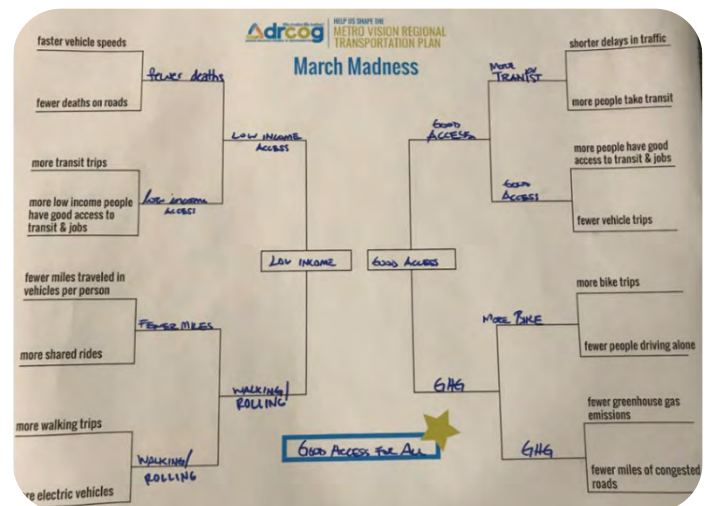 drcog
HELP US SHAPE THE
METRO VISION REGIONAL
TRANSPORTATION PLAN
March Madness
faster vehicle speeds
fewer deaths
fewer deaths on roads
LOW INCOME
ACCESS
more transit trips
low income
ACCESS
more low income people
have good access to
transit & jobs
LOW INCOME
fewer miles traveled in
vehicles per person
FEWER MILES
more shared rides
WALKING/
ROLLING
more walking trips
WALKING/
ROLLING
re electric vehicles
shorter delays in traffic
MORE
TRANSIT
more people take transit
GOOD
ACCESS
more people have good
access to transit & jobs
GOOD
ACCESS
fewer vehicle trips
GOOD ACCESS
more bike trips
MORE BIKE
fewer people driving alone
GHG
fewer greenhouse gas
emissions
GHG
fewer miles of congested
roads
GOOD ACCESS FOR ALL